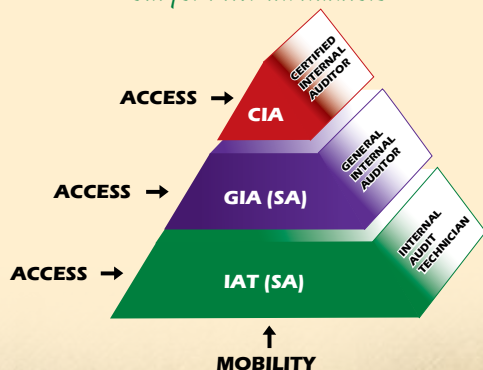 CERTIFIED
INTERNAL
AUDITOR
ACCESS →
CIA
GENERAL
INTERNAL
AUDITOR
ACCESS →
GIA (SA)
INTERNAL
AUDIT
TECHNICIAN
ACCESS →
IAT (SA)
↑
MOBILITY